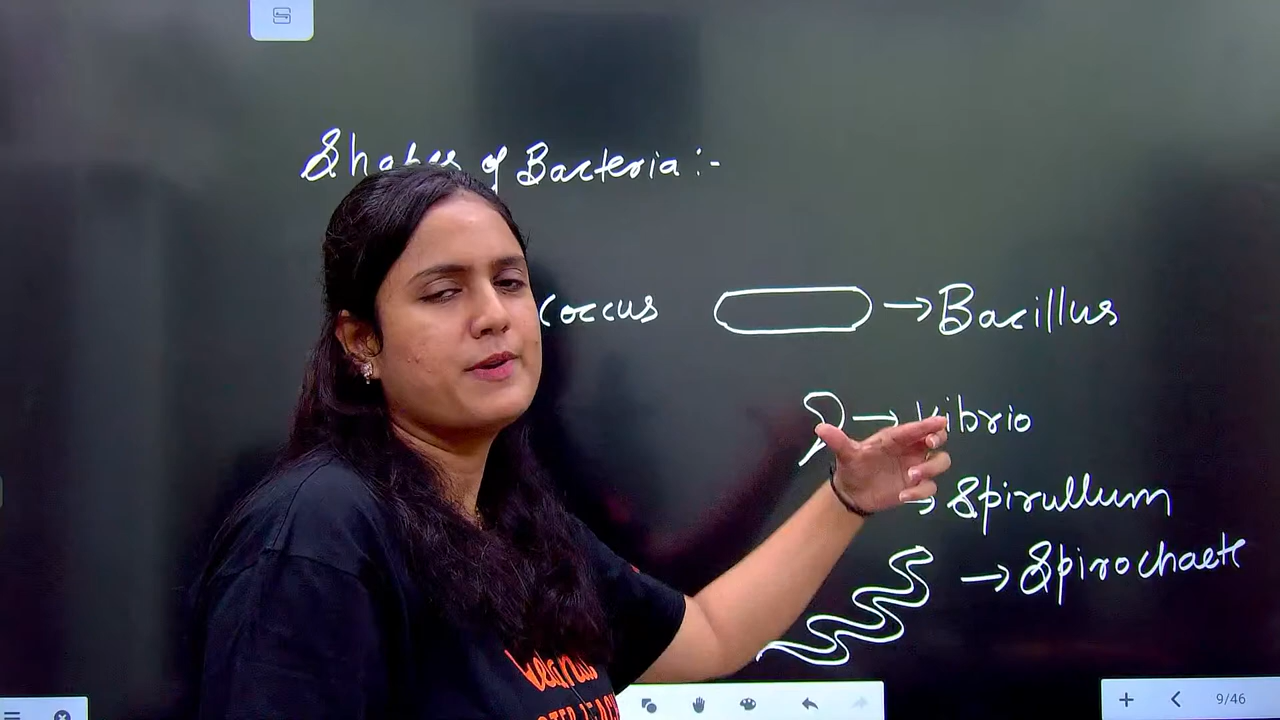 Shapes of Bacteria :-
coccus → Bacillus
→ Vibrio
→ Spirullum
→ Spirochaete
9/46